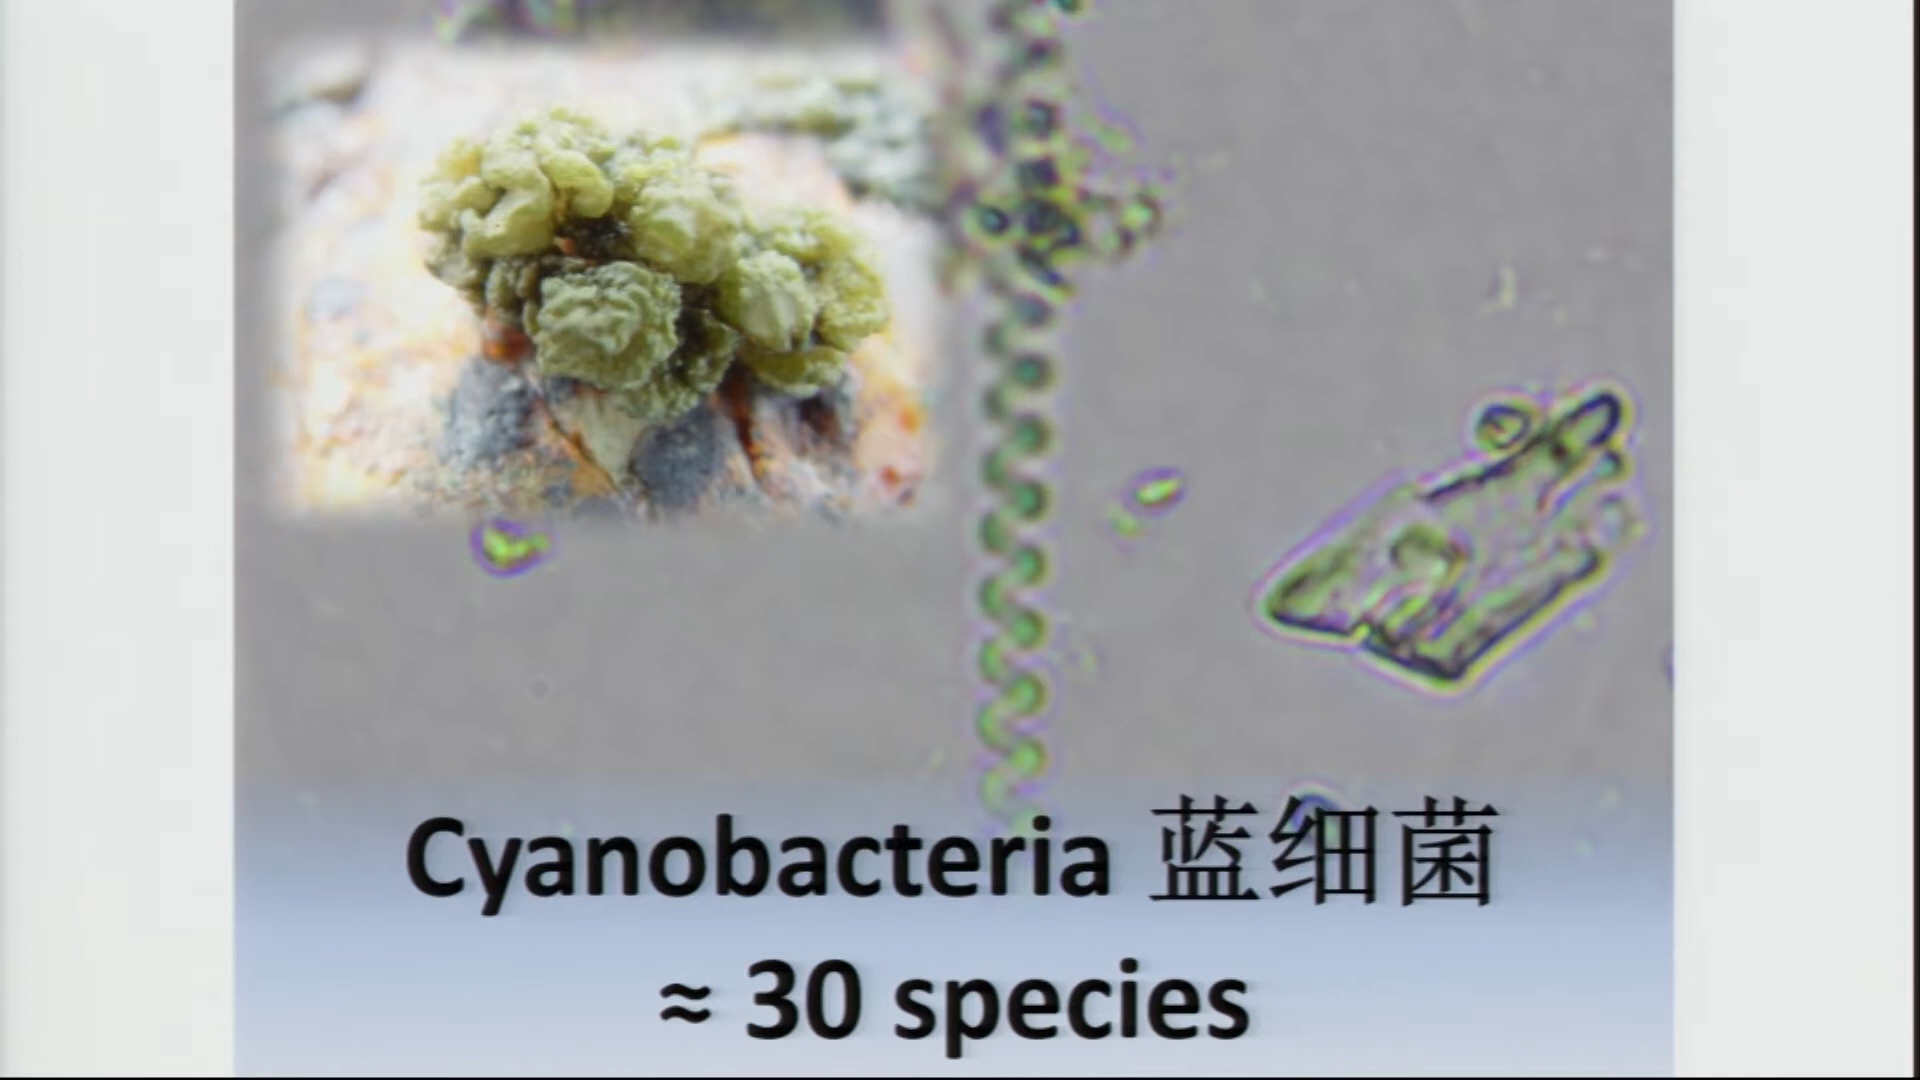 Cyanobacteria 蓝细菌
≈ 30 species